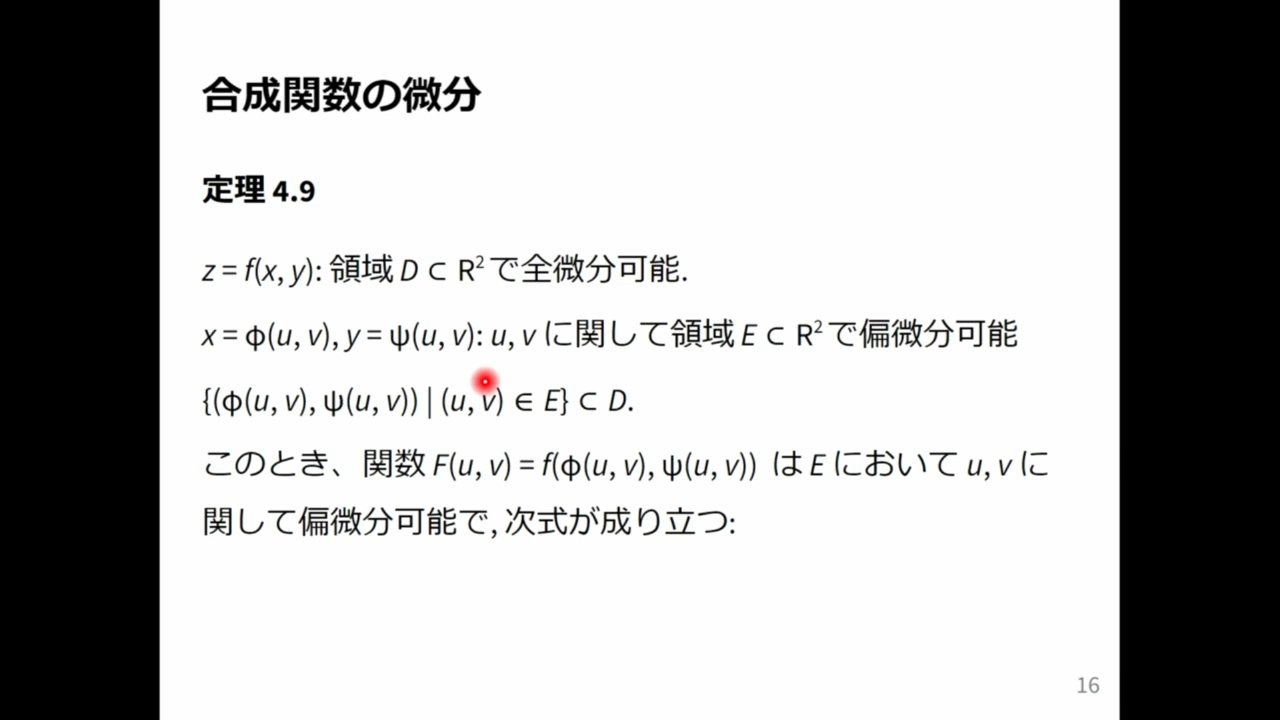 合成関数の微分
定理 4.9
z = f(x, y): 領域 D ⊂ R² で全微分可能.
x = φ(u, v), y = ψ(u, v): u, v に関して領域 E ⊂ R² で偏微分可能
{(φ(u, v), ψ(u, v)) | (u, v) ∈ E} ⊂ D.
このとき、関数 F(u, v) = f(φ(u, v), ψ(u, v)) は E において u, v に
関して偏微分可能で, 次式が成り立つ:
16